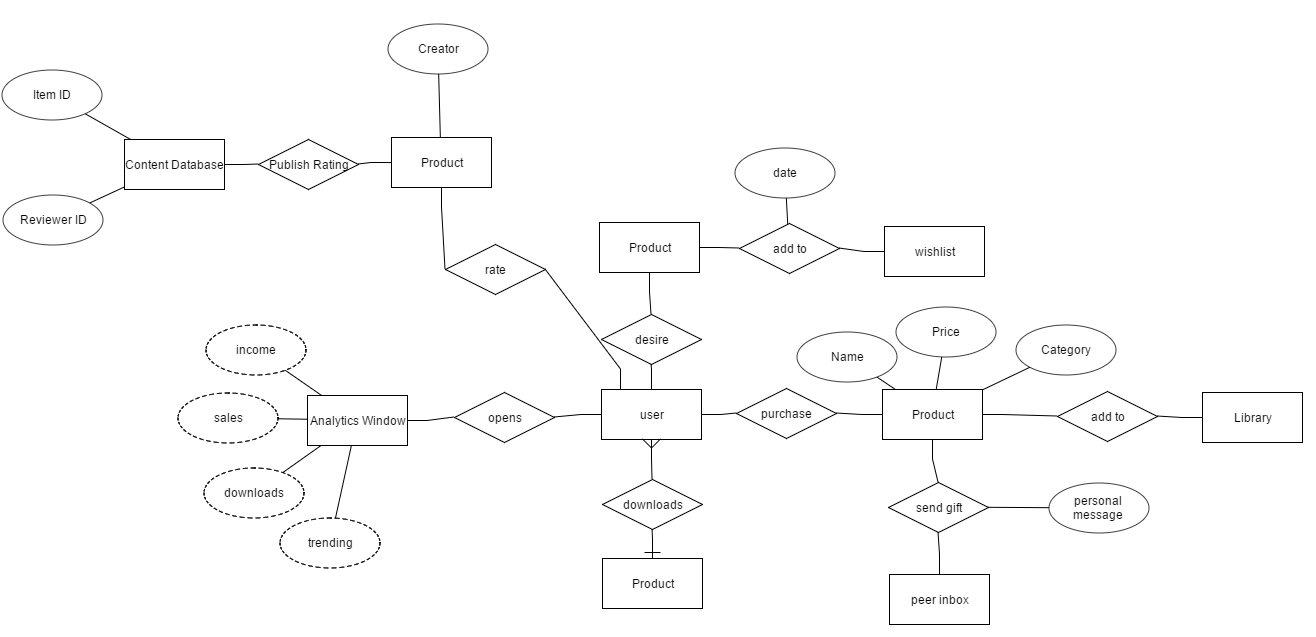 Creator
Item ID
Content Database
Publish Rating
Product
Reviewer ID
date
Product
add to
wishlist
rate
desire
income
Name
Price
Category
sales
Analytics Window
opens
user
purchase
Product
add to
Library
downloads
downloads
send gift
personal
message
trending
Product
peer inbox